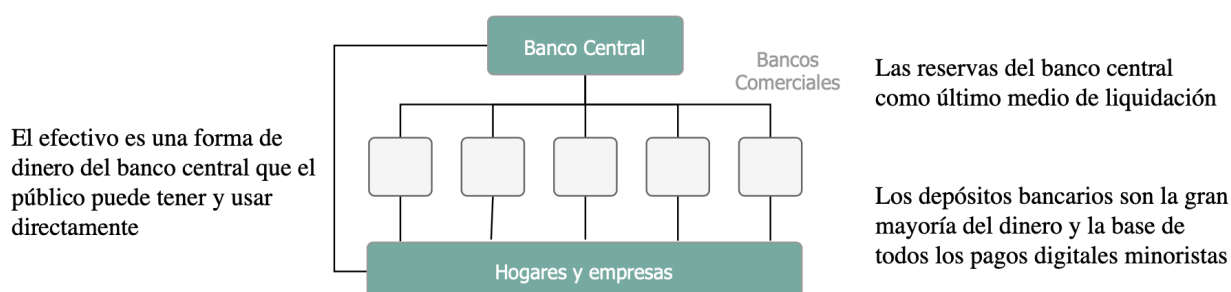 Banco Central
Bancos
Comerciales
Las reservas del banco central
como último medio de liquidación
El efectivo es una forma de
dinero del banco central que el
público puede tener y usar
directamente
Los depósitos bancarios son la gran
mayoría del dinero y la base de
todos los pagos digitales minoristas
Hogares y empresas